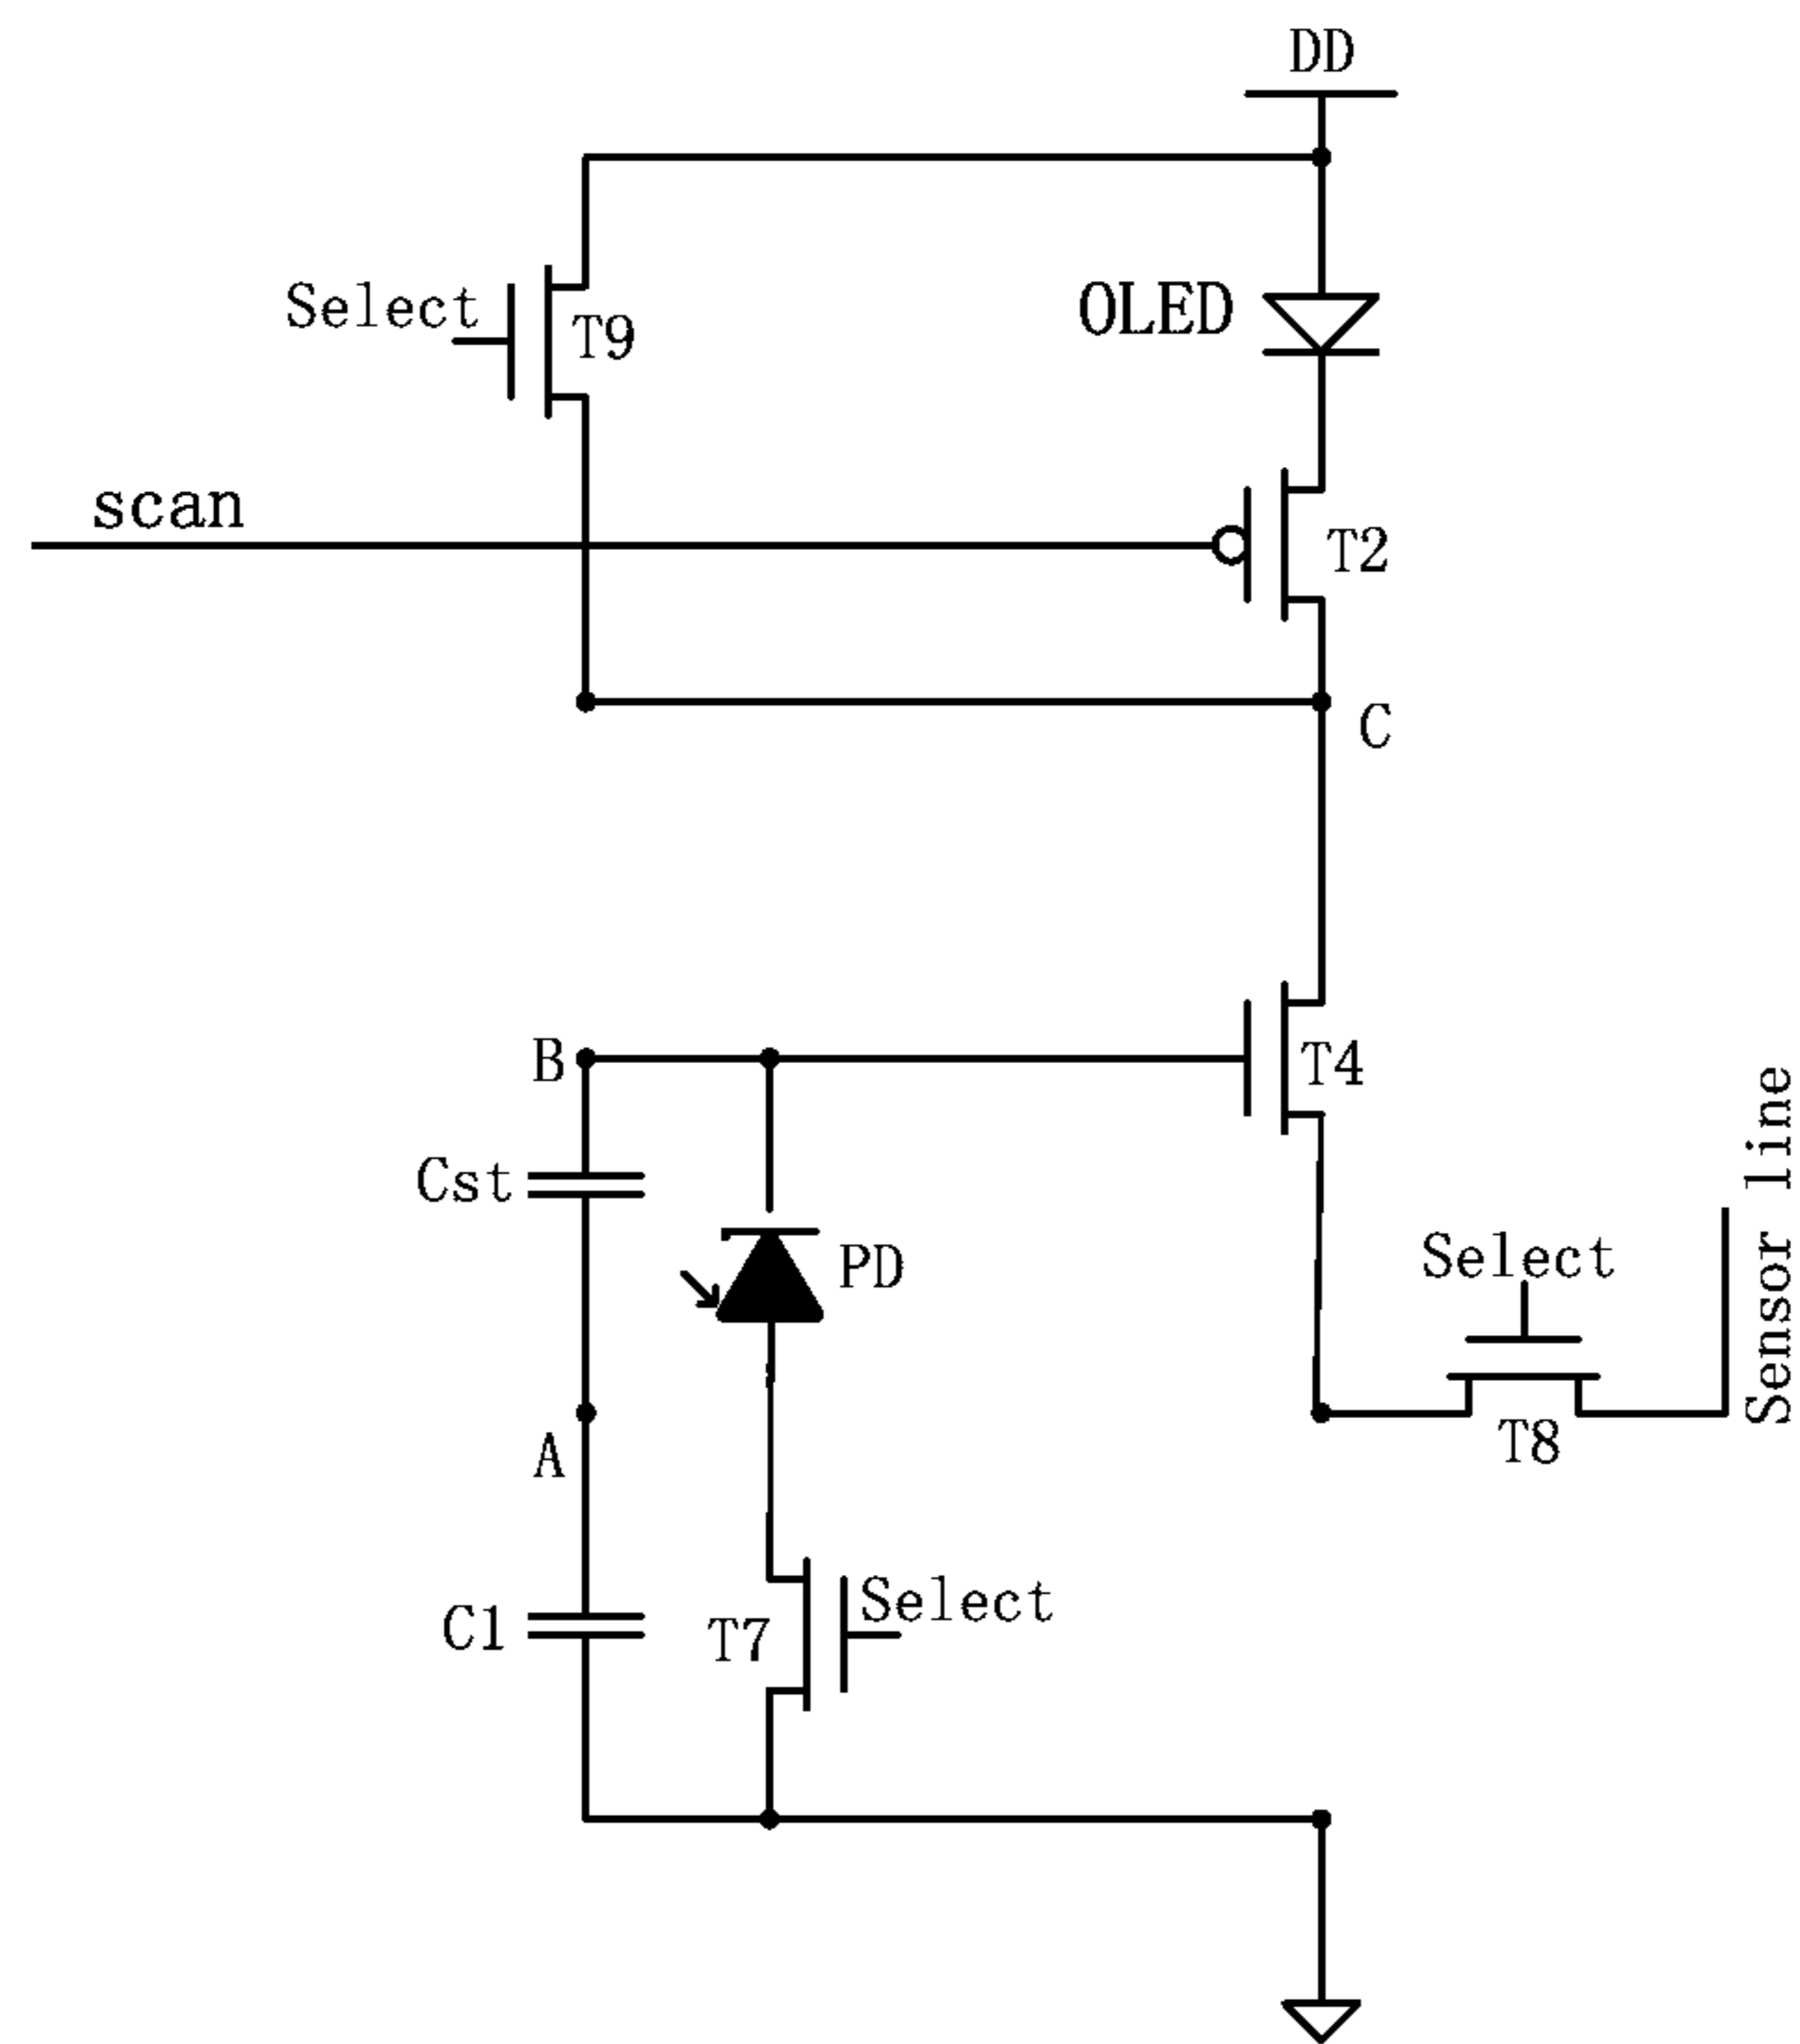 DD
Select
T9
OLED
scan
T2
C
B
T4
Cst
PD
Select
Sensor line
A
T8
C1
T7
Select